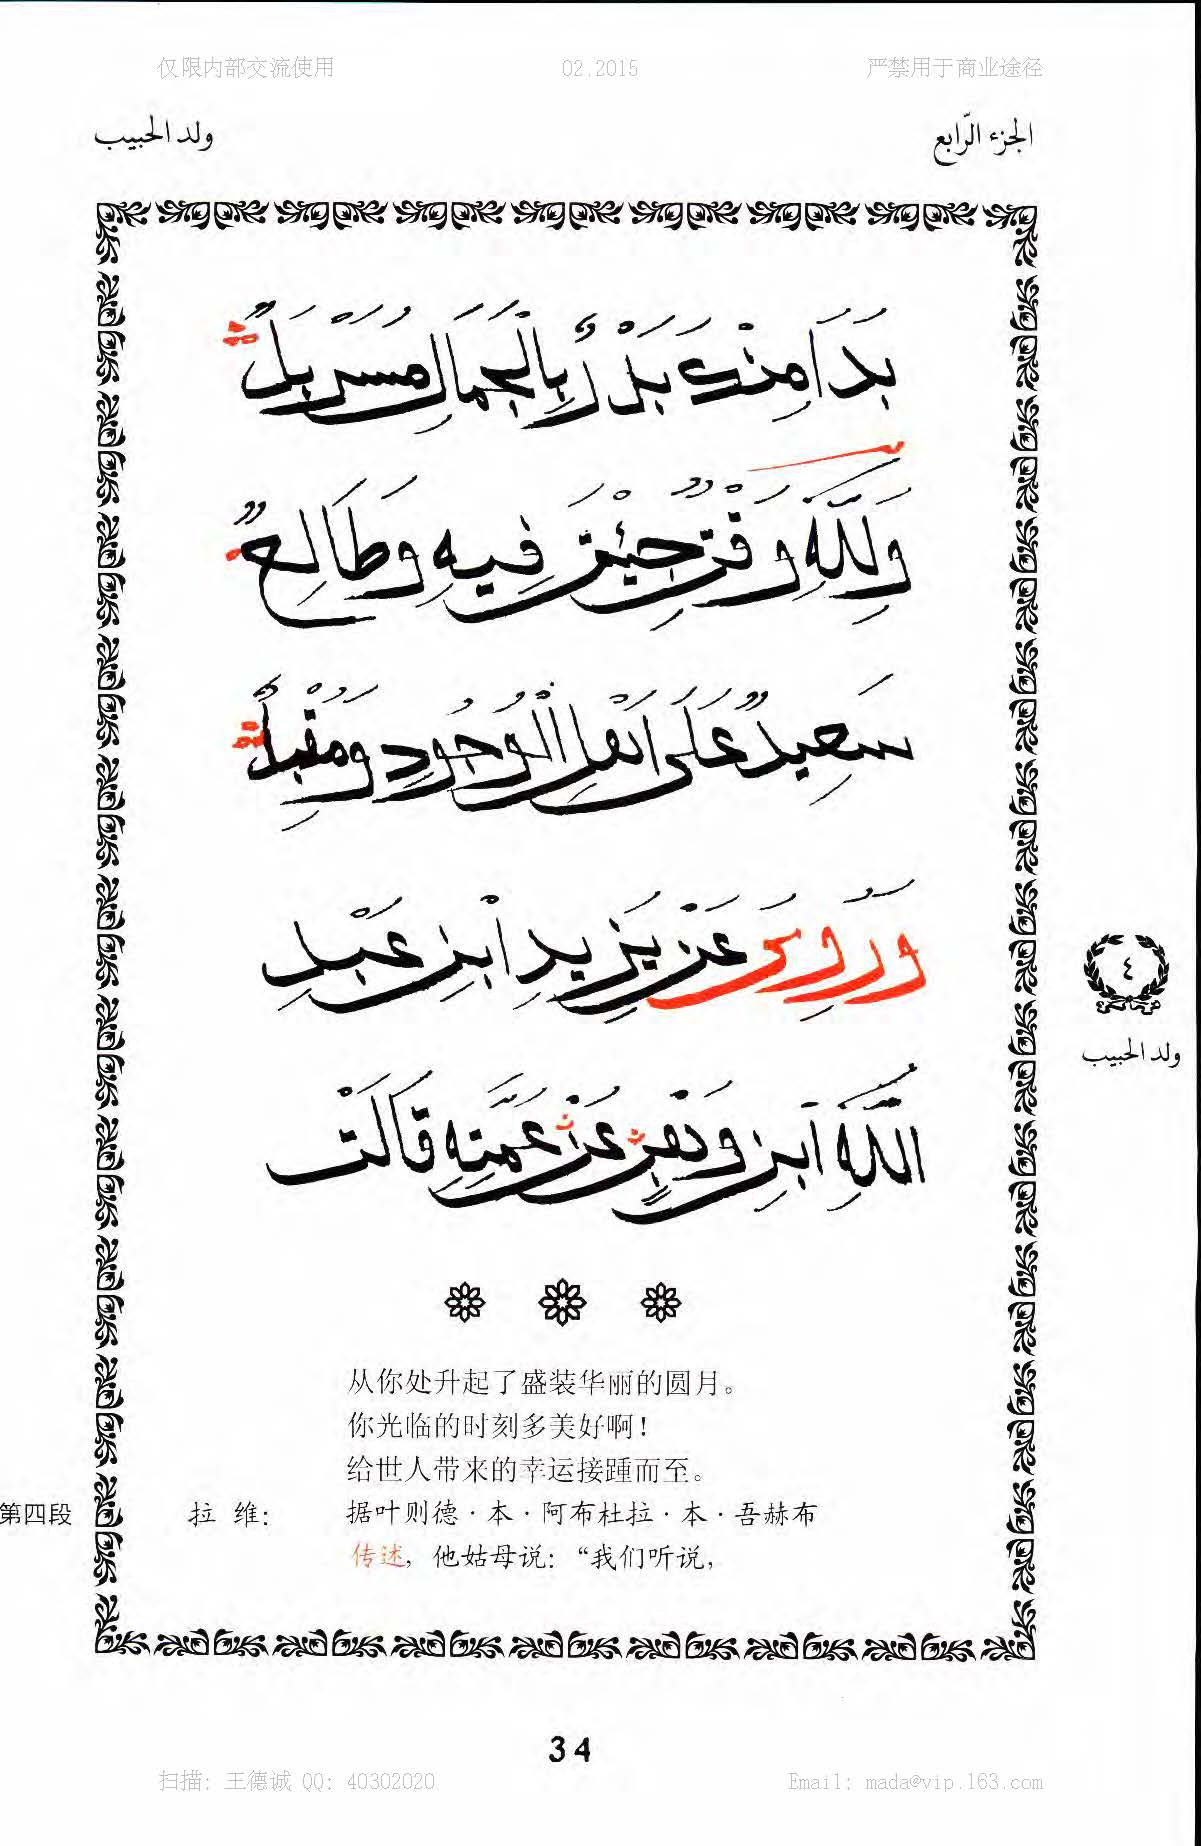 仅限内部交流使用 02.2015 严禁用于商业途径
ولد الحبيب الجزء الرّابع
بَدَا مِنْكَ بَدْرٌ بِالْجَمَالِ مُسَرْبَلٌ
وَلِلّٰهِ وَقْتٌ جِئْتَ فِيهِ وَطَالِعٌ
سَعِيدٌ عَلَى اَهْلِ الْوُجُودِ وَمُقْبِلٌ
وَرُوِىَ عَنْ يَزِيدِ ابْنِ عَبْدِ
اللّٰهِ ابْنِ وَهْبٍ عَنْ عَمَّتِهِ قَالَتْ
٤
ولد الحبيب
从你处升起了盛装华丽的圆月。
你光临的时刻多美好啊！
给世人带来的幸运接踵而至。
第四段 拉 维： 据叶则德·本·阿布杜拉·本·吾赫布
传述，他姑母说：“我们听说，
34
扫描：王德诚 QQ：40302020 Email：mada@vip.163.com